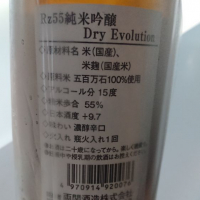 Rz55純米吟醸
Dry Evolution
原材料名 米(国産)、
米麹(国産米)
原料米 五百万石100%使用
アルコール分 15度
精米歩合 55%
日本酒度 +9.7
味わい 濃醇辛口
火入れ 瓶火入れ1回